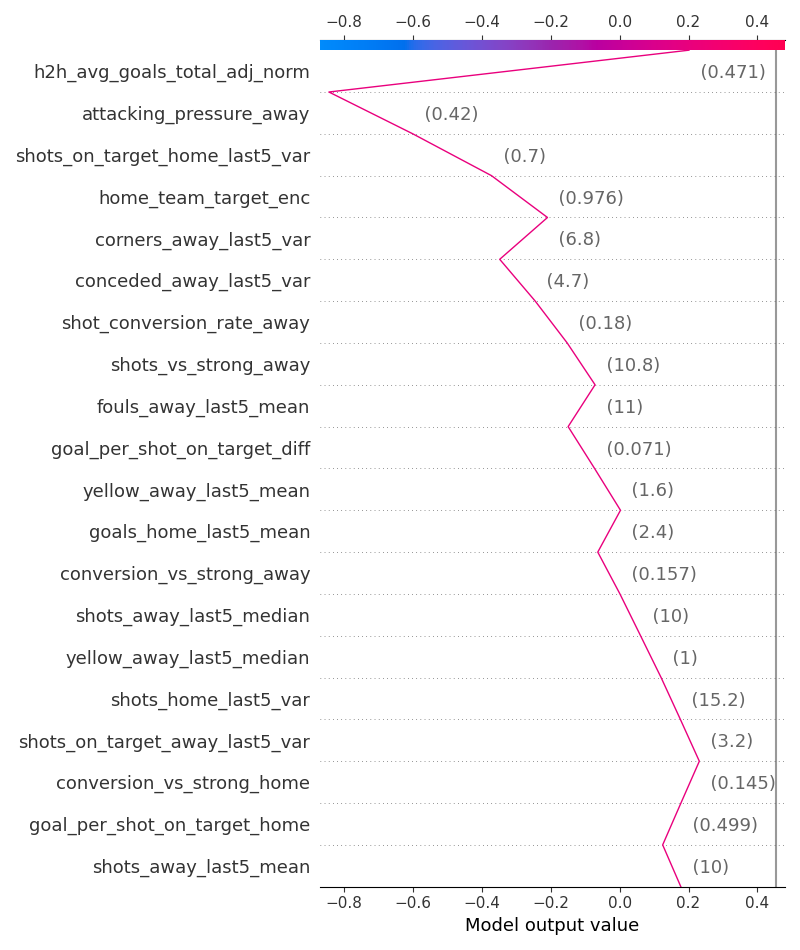 −0.8 −0.6 −0.4 −0.2 0.0 0.2 0.4
h2h_avg_goals_total_adj_norm (0.471)
attacking_pressure_away (0.42)
shots_on_target_home_last5_var (0.7)
home_team_target_enc (0.976)
corners_away_last5_var (6.8)
conceded_away_last5_var (4.7)
shot_conversion_rate_away (0.18)
shots_vs_strong_away (10.8)
fouls_away_last5_mean (11)
goal_per_shot_on_target_diff (0.071)
yellow_away_last5_mean (1.6)
goals_home_last5_mean (2.4)
conversion_vs_strong_away (0.157)
shots_away_last5_median (10)
yellow_away_last5_median (1)
shots_home_last5_var (15.2)
shots_on_target_away_last5_var (3.2)
conversion_vs_strong_home (0.145)
goal_per_shot_on_target_home (0.499)
shots_away_last5_mean (10)
−0.8 −0.6 −0.4 −0.2 0.0 0.2 0.4
Model output value